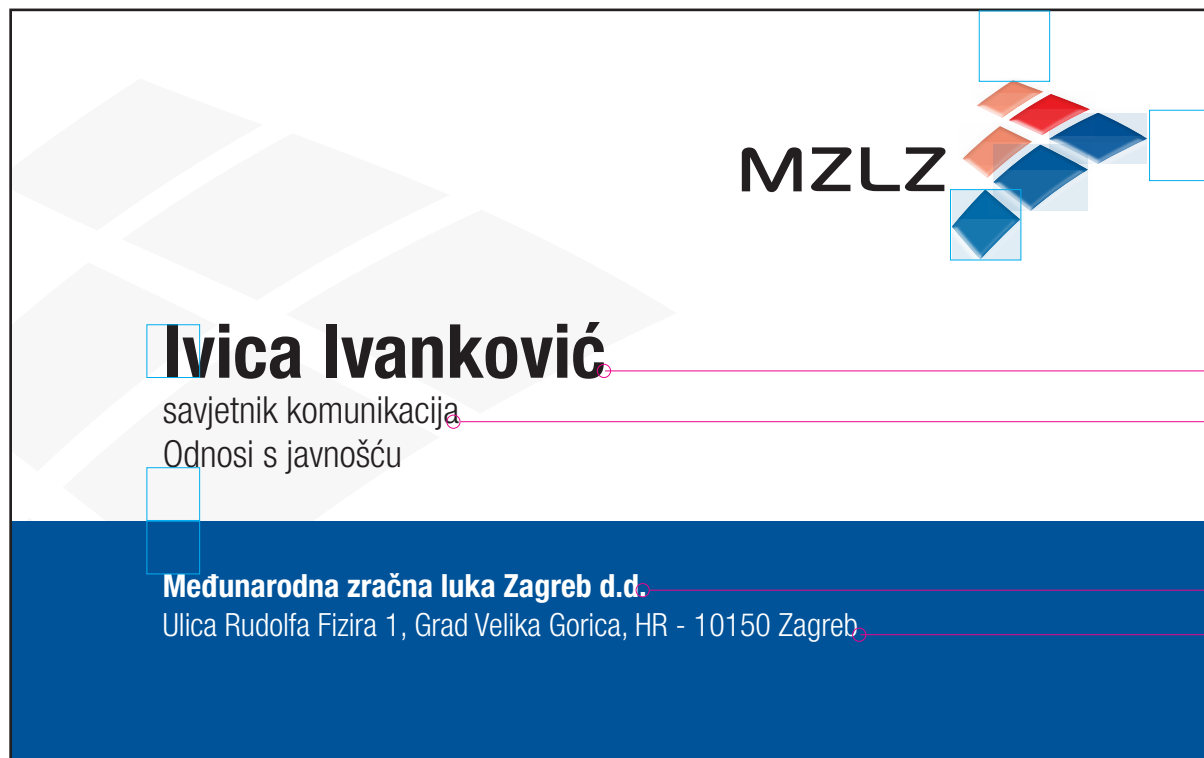 MZLZ
Ivica Ivanković
savjetnik komunikacija
Odnosi s javnošću
Međunarodna zračna luka Zagreb d.d.
Ulica Rudolfa Fizira 1, Grad Velika Gorica, HR - 10150 Zagreb